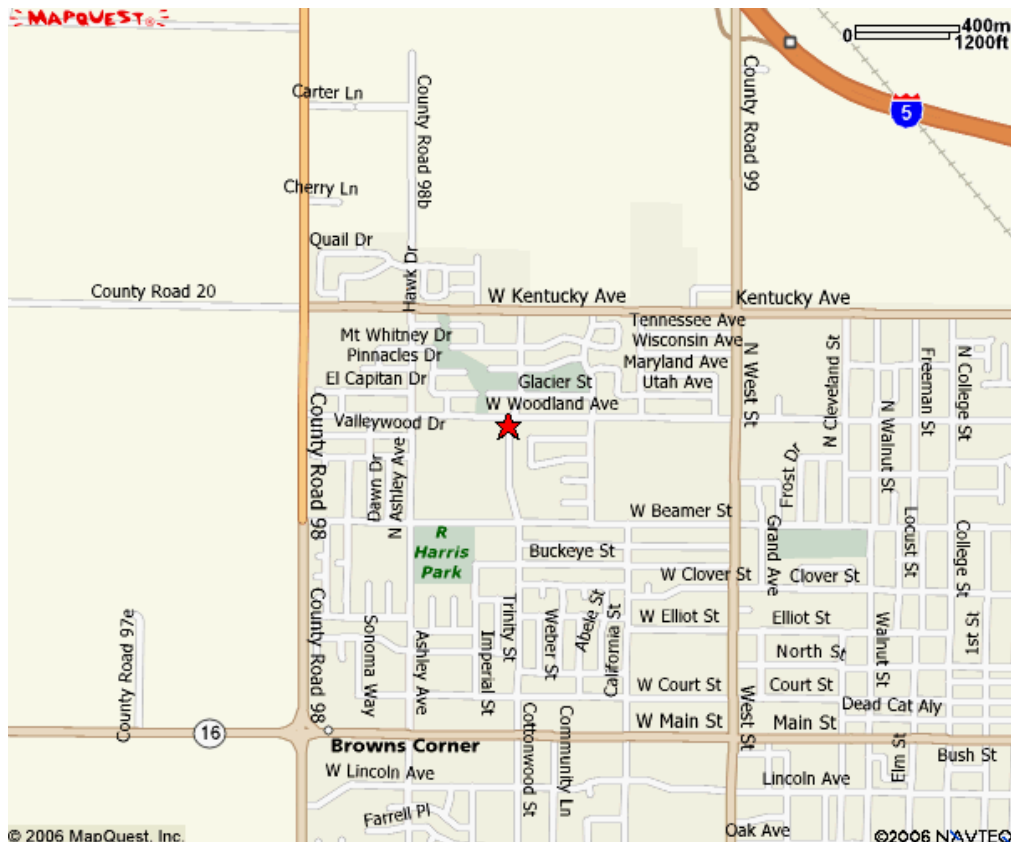 MAPQUEST
400m
0
1200ft
Carter Ln
County Road 98b
County Road 99
5
Cherry Ln
Quail Dr
Hawk Dr
County Road 20
W Kentucky Ave
Kentucky Ave
Tennessee Ave
Mt Whitney Dr
Wisconsin Ave
Pinnacles Dr
Maryland Ave
El Capitan Dr
Glacier St
Utah Ave
W Woodland Ave
Valleywood Dr
N West St
N Cleveland St
Freeman St
N College St
N Walnut St
County Road 98
Dawn Dr
N Ashley Ave
Frost Dr
W Beamer St
R
Harris
Park
Buckeye St
Grand Ave
Locust St
College St
W Clover St
Clover St
County Road 97e
County Road 98
Sonoma Way
Ashley Ave
Imperial St
Trinity St
Weber St
Abele St
California St
W Elliot St
Elliot St
Walnut St
1st St
North St
W Court St
Court St
Dead Cat Aly
16
Cottonwood St
Community Ln
W Main St
West St
Main St
Browns Corner
Elm St
Bush St
W Lincoln Ave
Lincoln Ave
Farrell Pl
Oak Ave
© 2006 MapQuest, Inc.
©2006 NAVTEQ